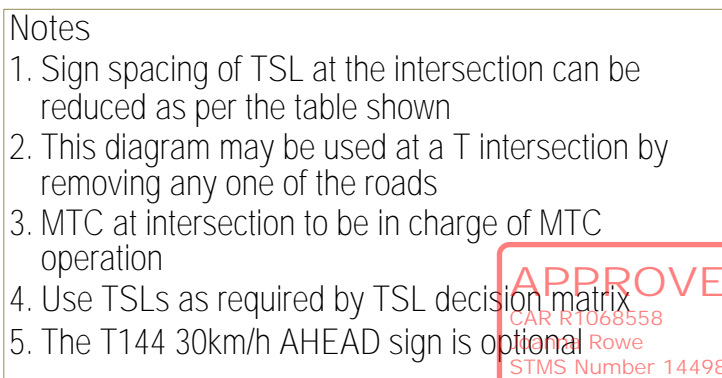 Notes
1. Sign spacing of TSL at the intersection can be
reduced as per the table shown
2. This diagram may be used at a T intersection by
removing any one of the roads
3. MTC at intersection to be in charge of MTC
operation
4. Use TSLs as required by TSL decision matrix
5. The T144 30km/h AHEAD sign is optional
APPROVE
CAR R1068558
Joanna Rowe
STMS Number 14498